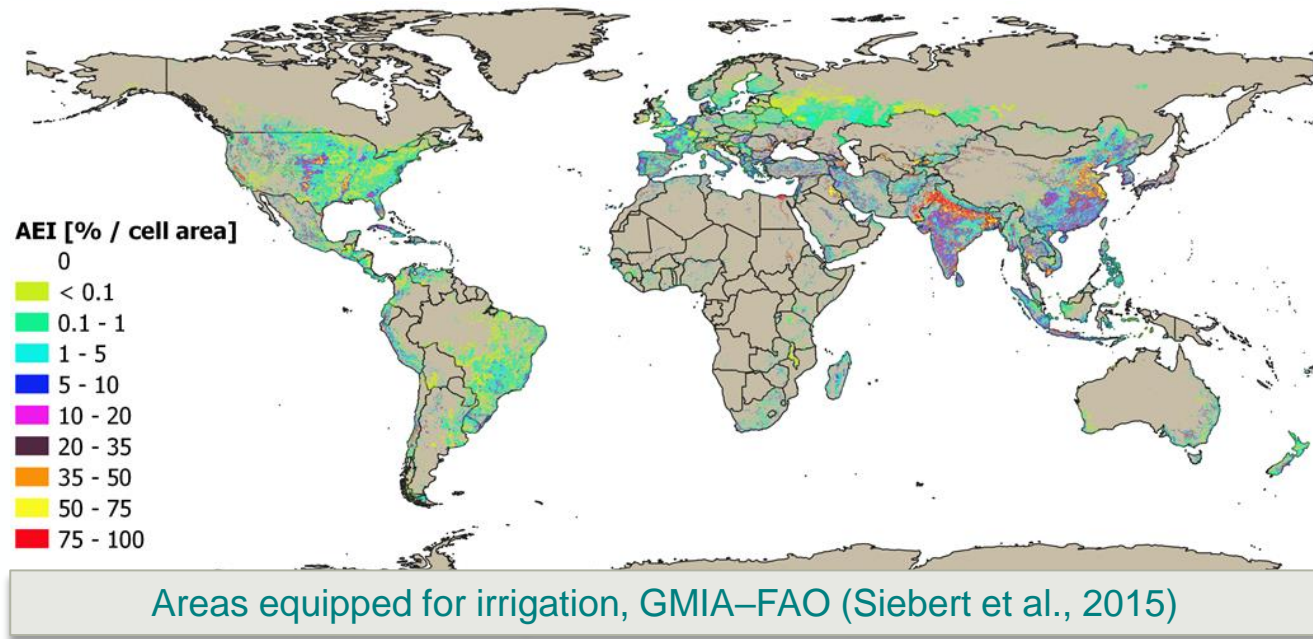 AEI [% / cell area]
0
< 0.1
0.1 - 1
1 - 5
5 - 10
10 - 20
20 - 35
35 - 50
50 - 75
75 - 100
Areas equipped for irrigation, GMIA–FAO (Siebert et al., 2015)